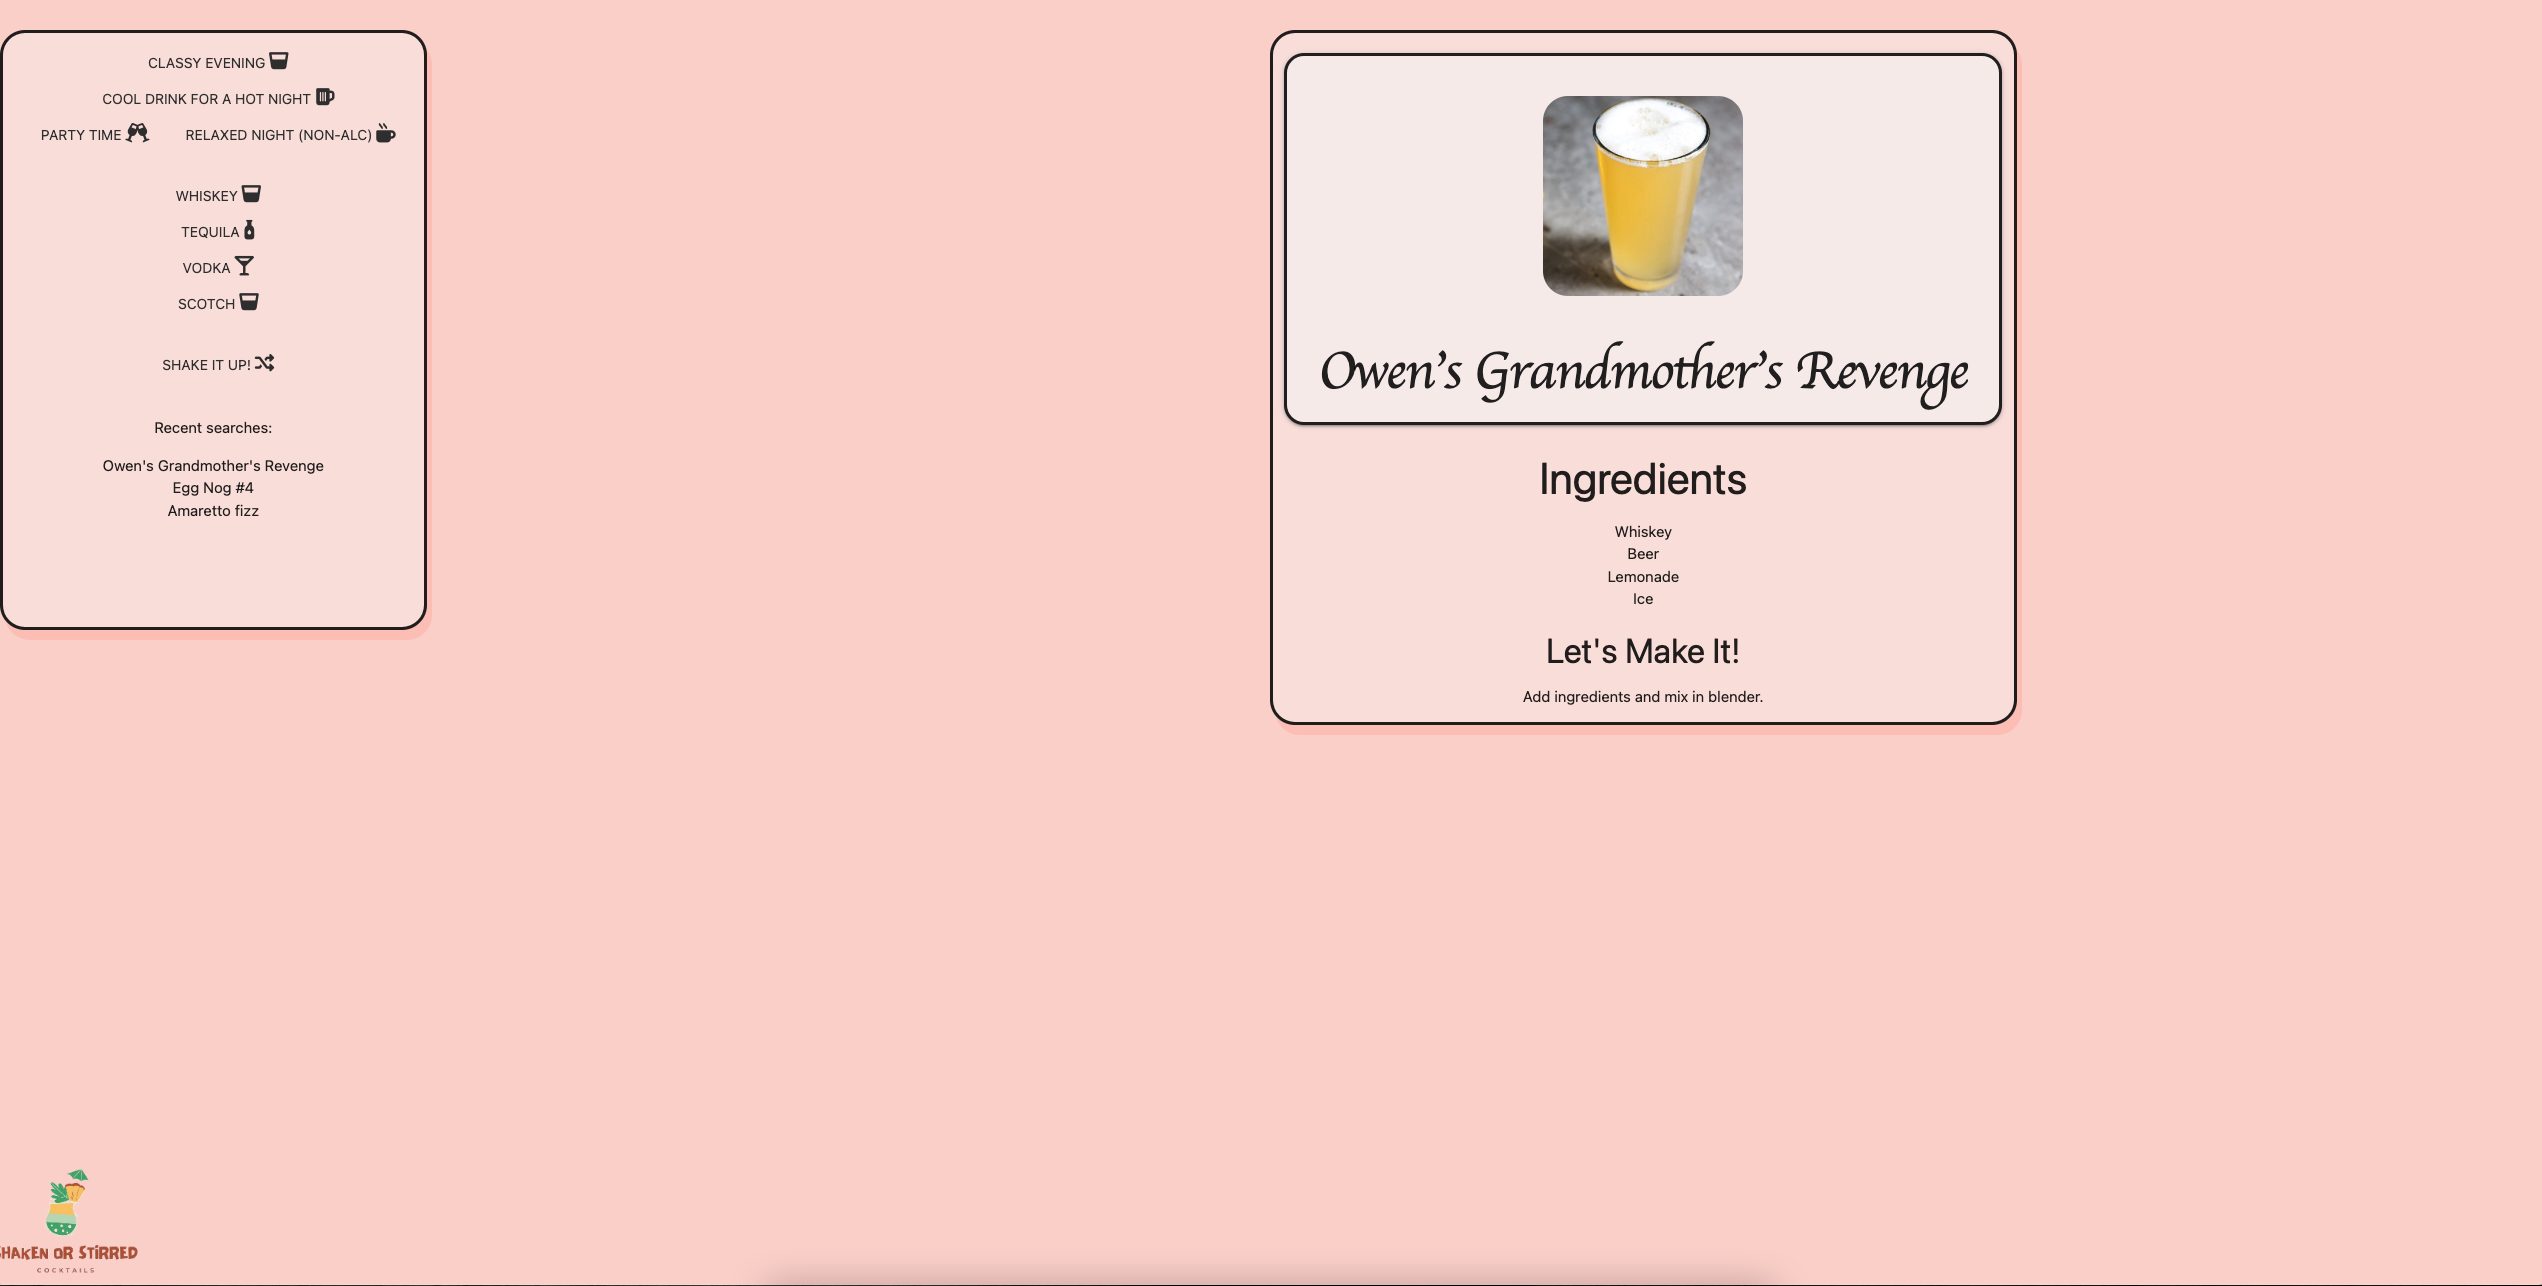 CLASSY EVENING
COOL DRINK FOR A HOT NIGHT
PARTY TIME RELAXED NIGHT (NON-ALC)
WHISKEY
TEQUILA
VODKA
SCOTCH
SHAKE IT UP!
Recent searches:
Owen's Grandmother's Revenge
Egg Nog #4
Amaretto fizz
Owen's Grandmother's Revenge
Ingredients
Whiskey
Beer
Lemonade
Ice
Let's Make It!
Add ingredients and mix in blender.
SHAKEN OR STiRRED
COCKTAILS